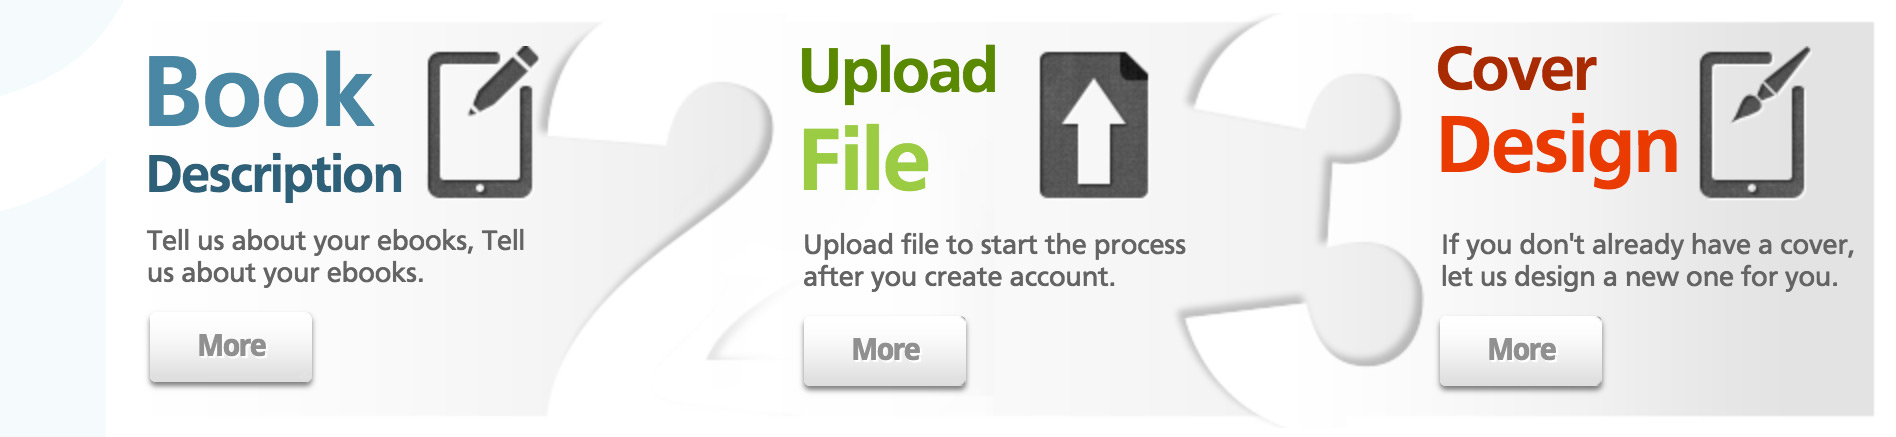 Book
Description
Tell us about your ebooks, Tell
us about your ebooks.
More
2
Upload
File
Upload file to start the process
after you create account.
More
3
Cover
Design
If you don't already have a cover,
let us design a new one for you.
More